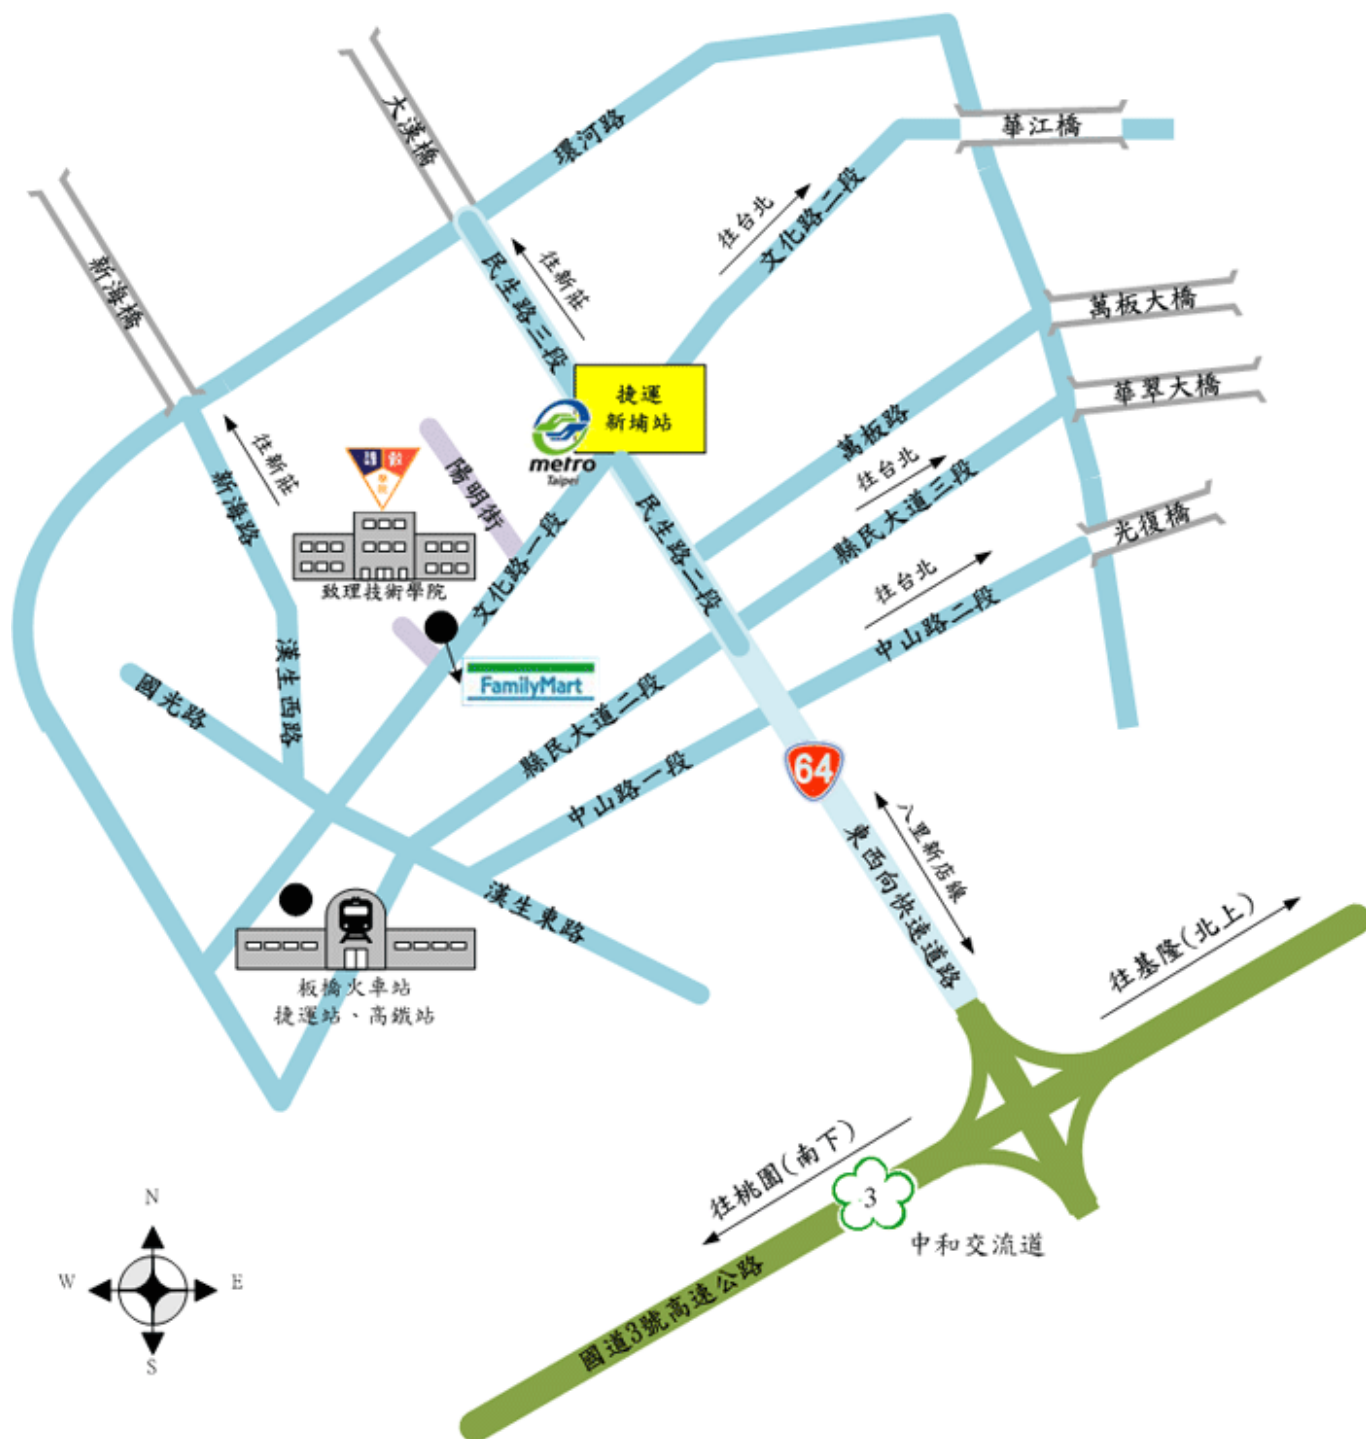 大漢橋
環河路
華江橋
新海橋
往台北
文化路二段
往新莊
民生路三段
萬板大橋
捷運
新埔站
華翠大橋
metro
Taipei
往新莊
新海路
陽明街
萬板路
往台北
縣民大道三段
光復橋
民生路二段
文化路一段
致理技術學院
往台北
中山路二段
漢生西路
國光路
FamilyMart
縣民大道二段
中山路一段
64
八里新店線
東西向快速道路
漢生東路
板橋火車站
捷運站、高鐵站
往基隆(北上)
往桃園(南下)
3
中和交流道
國道3號高速公路
N
W
E
S